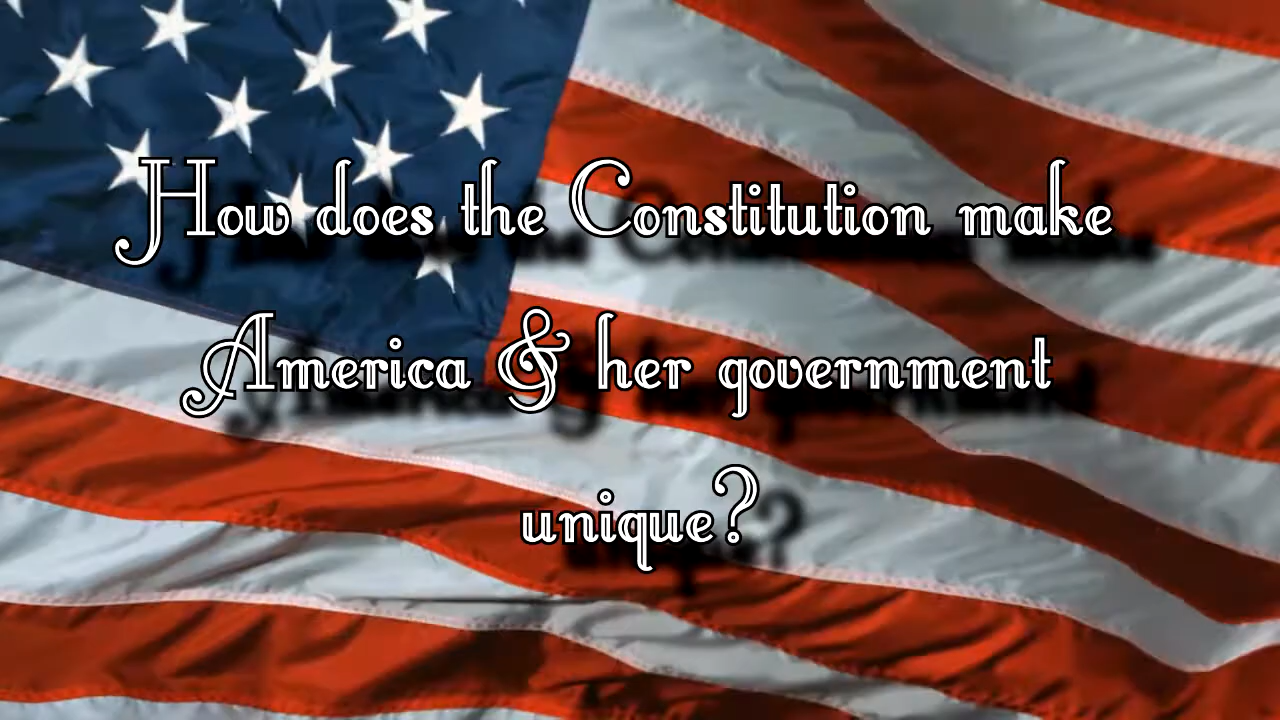 How does the Constitution make
America & her government
unique?